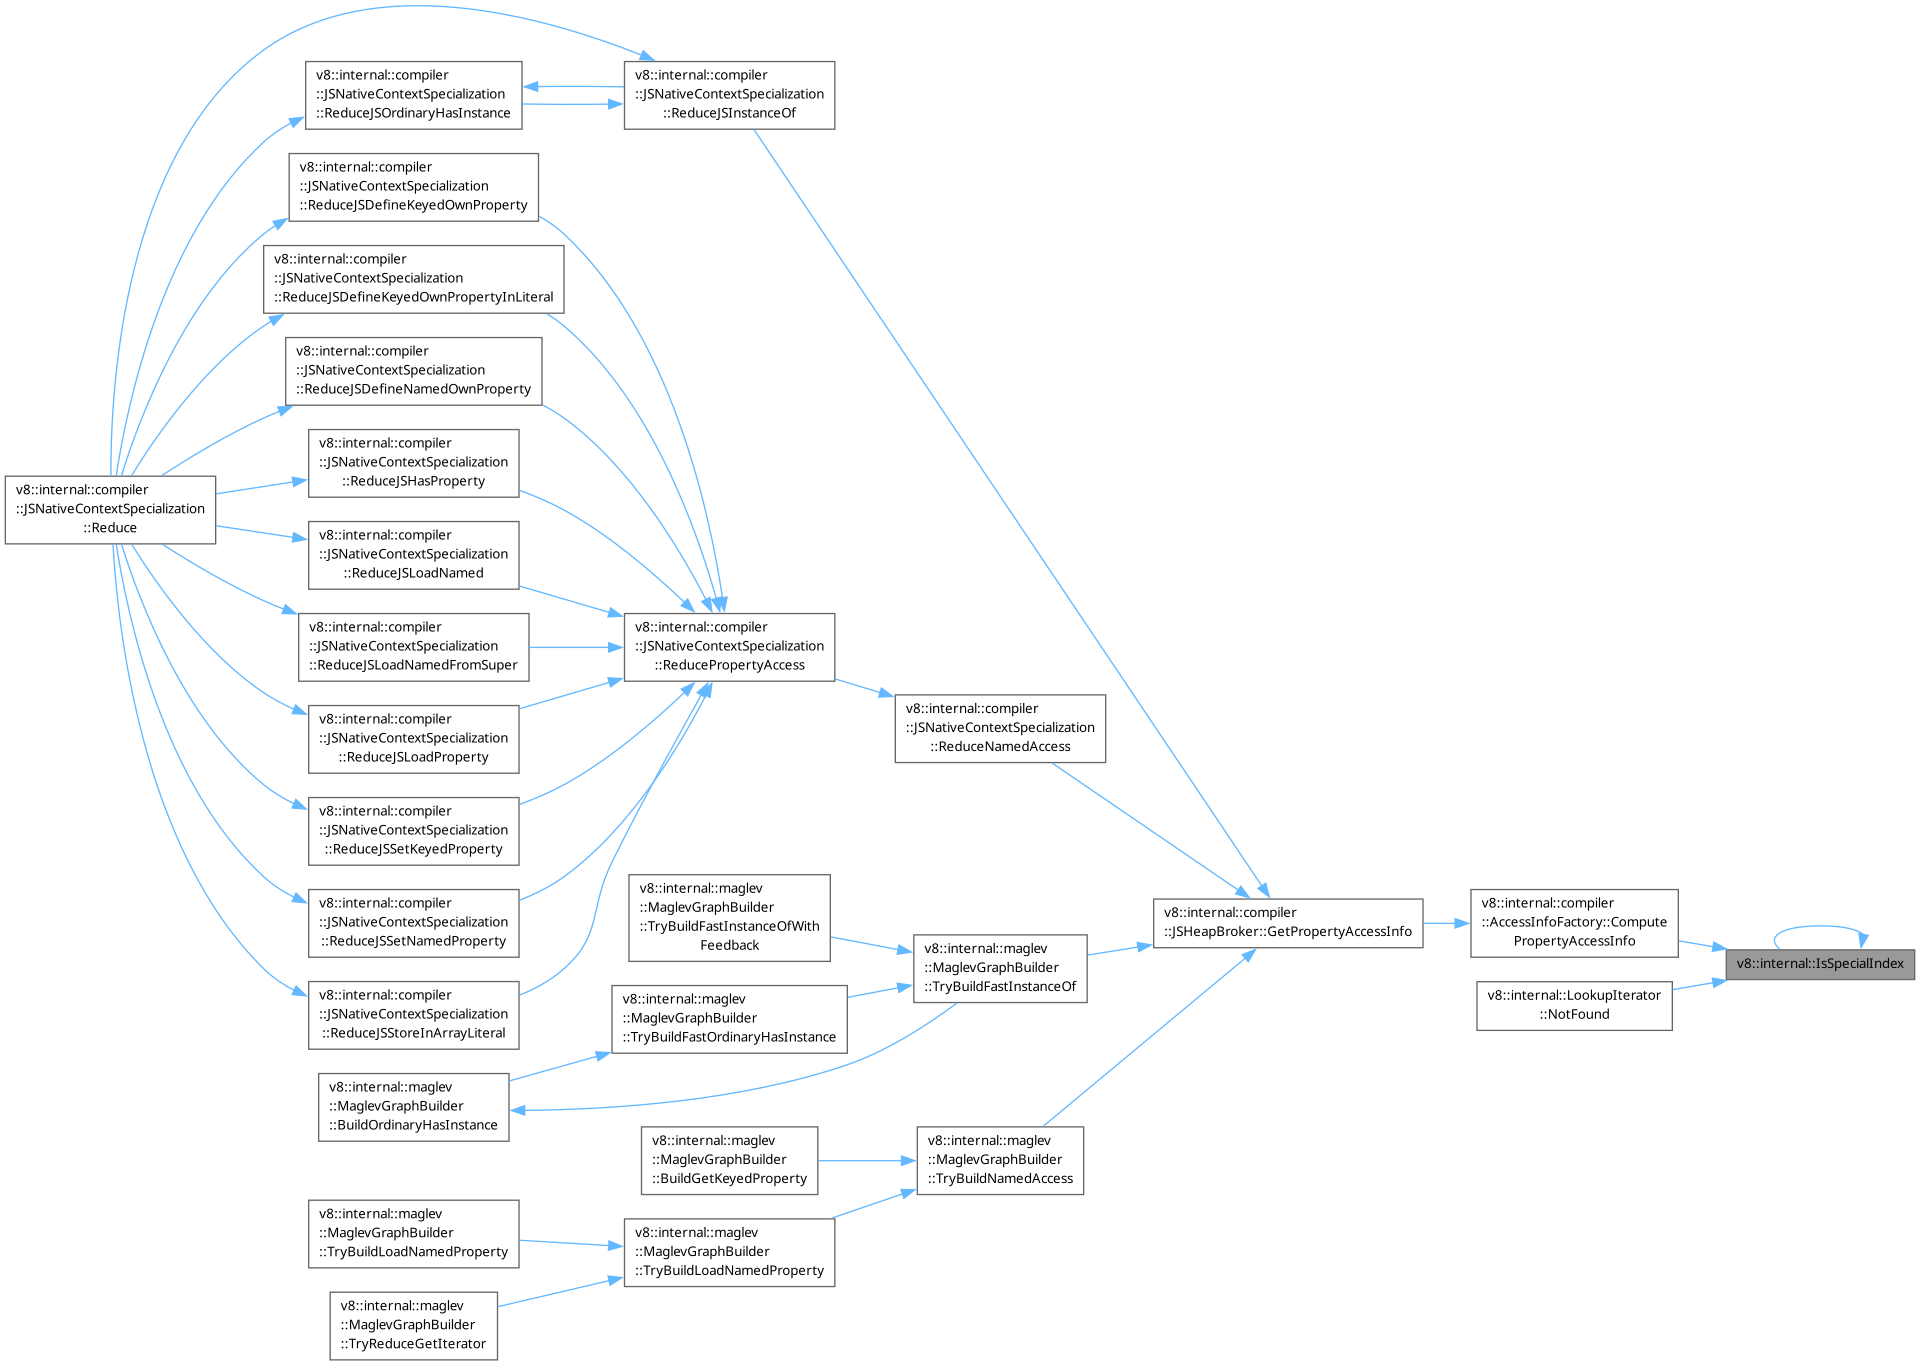 v8::internal::compiler
::JSNativeContextSpecialization
::ReduceJSOrdinaryHasInstance
v8::internal::compiler
::JSNativeContextSpecialization
::ReduceJSInstanceOf
v8::internal::compiler
::JSNativeContextSpecialization
::ReduceJSDefineKeyedOwnProperty
v8::internal::compiler
::JSNativeContextSpecialization
::ReduceJSDefineKeyedOwnPropertyInLiteral
v8::internal::compiler
::JSNativeContextSpecialization
::ReduceJSDefineNamedOwnProperty
v8::internal::compiler
::JSNativeContextSpecialization
::ReduceJSHasProperty
v8::internal::compiler
::JSNativeContextSpecialization
::Reduce
v8::internal::compiler
::JSNativeContextSpecialization
::ReduceJSLoadNamed
v8::internal::compiler
::JSNativeContextSpecialization
::ReduceJSLoadNamedFromSuper
v8::internal::compiler
::JSNativeContextSpecialization
::ReducePropertyAccess
v8::internal::compiler
::JSNativeContextSpecialization
::ReduceNamedAccess
v8::internal::compiler
::JSNativeContextSpecialization
::ReduceJSLoadProperty
v8::internal::compiler
::JSNativeContextSpecialization
::ReduceJSSetKeyedProperty
v8::internal::compiler
::JSNativeContextSpecialization
::ReduceJSSetNamedProperty
v8::internal::maglev
::MaglevGraphBuilder
::TryBuildFastInstanceOfWith
Feedback
v8::internal::maglev
::MaglevGraphBuilder
::TryBuildFastInstanceOf
v8::internal::compiler
::JSHeapBroker::GetPropertyAccessInfo
v8::internal::compiler
::AccessInfoFactory::Compute
PropertyAccessInfo
v8::internal::IsSpecialIndex
v8::internal::LookupIterator
::NotFound
v8::internal::compiler
::JSNativeContextSpecialization
::ReduceJSStoreInArrayLiteral
v8::internal::maglev
::MaglevGraphBuilder
::TryBuildFastOrdinaryHasInstance
v8::internal::maglev
::MaglevGraphBuilder
::BuildOrdinaryHasInstance
v8::internal::maglev
::MaglevGraphBuilder
::BuildGetKeyedProperty
v8::internal::maglev
::MaglevGraphBuilder
::TryBuildNamedAccess
v8::internal::maglev
::MaglevGraphBuilder
::TryBuildLoadNamedProperty
v8::internal::maglev
::MaglevGraphBuilder
::TryBuildLoadNamedProperty
v8::internal::maglev
::MaglevGraphBuilder
::TryReduceGetIterator